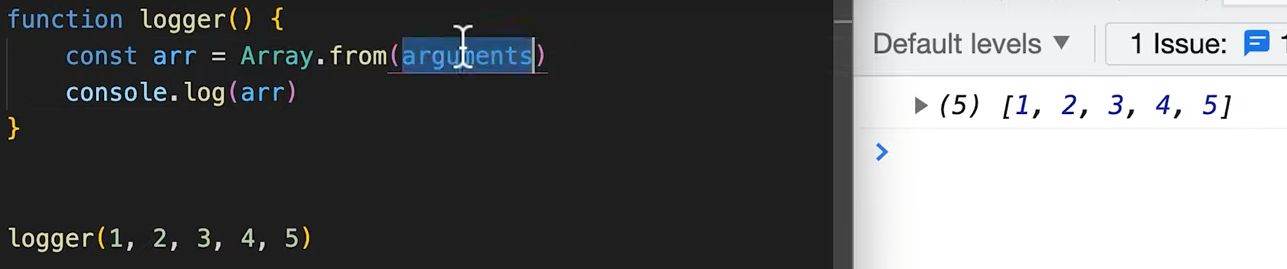 function logger() {
    const arr = Array.from(arguments)
    console.log(arr)
}
logger(1, 2, 3, 4, 5)
Default levels ▼ 1 Issue:
▶ (5) [1, 2, 3, 4, 5]
>